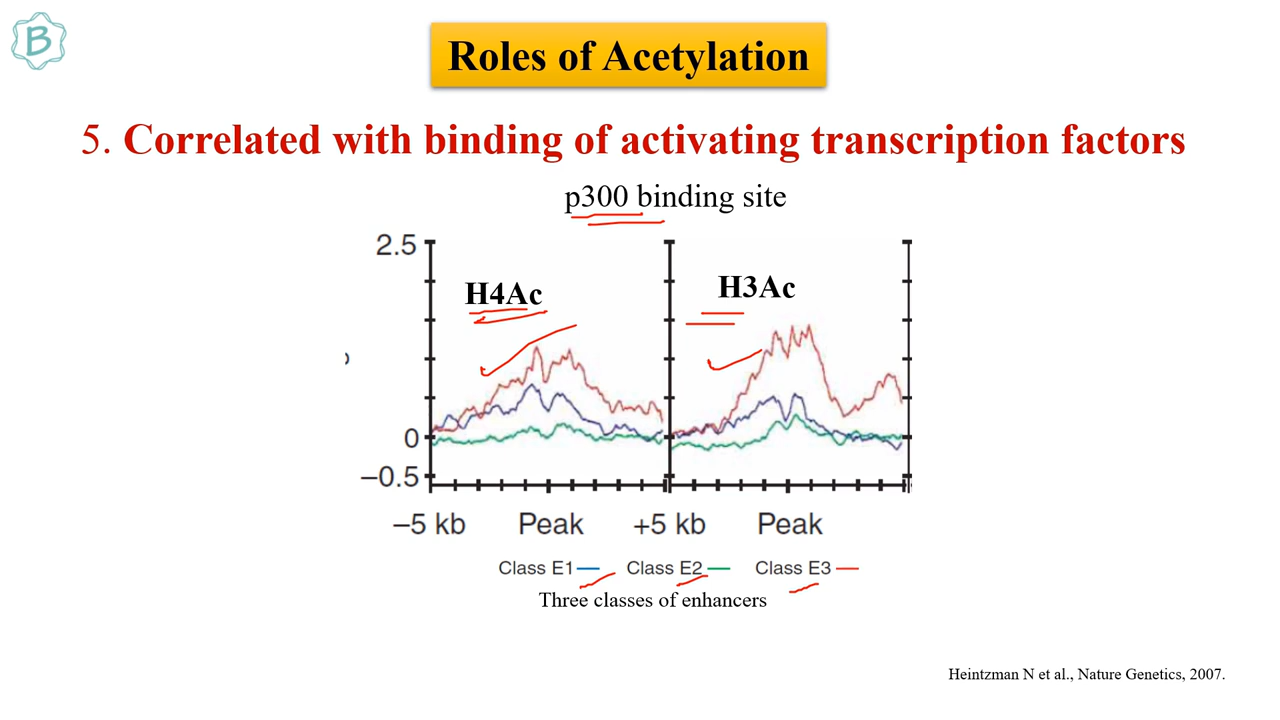 B
Roles of Acetylation
5. Correlated with binding of activating transcription factors
p300 binding site
2.5
H4Ac
H3Ac
0
−0.5
−5 kb Peak +5 kb Peak
Class E1 Class E2 Class E3
Three classes of enhancers
Heintzman N et al., Nature Genetics, 2007.